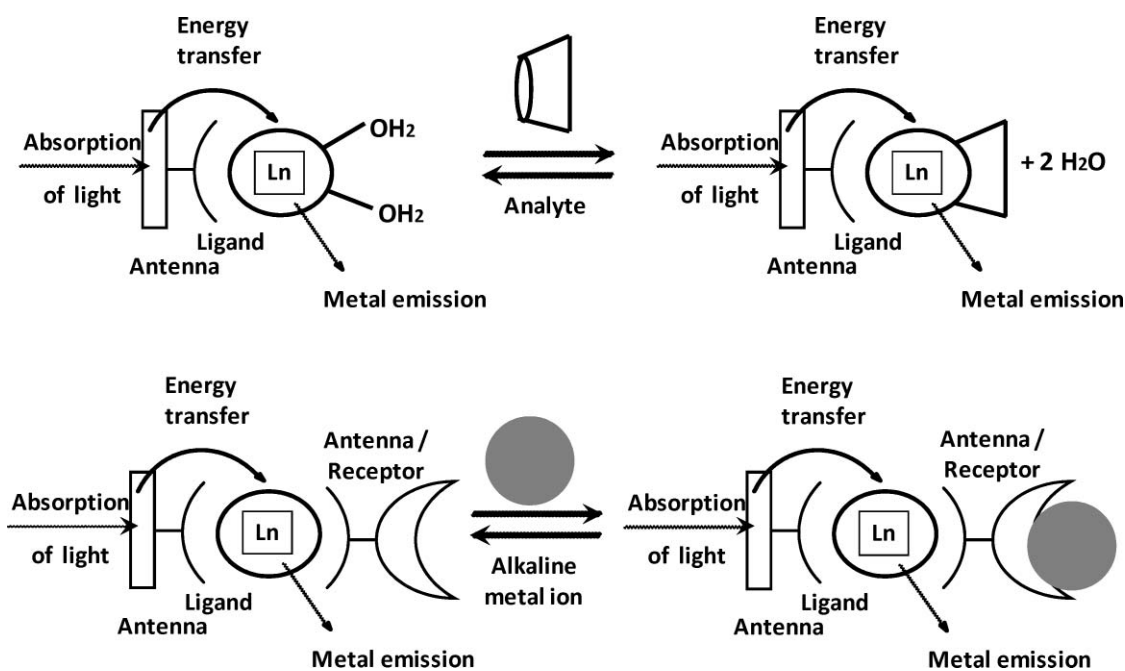 Energy
transfer
Absorption
of light
Ln
OH2
OH2
Ligand
Antenna
Metal emission
Analyte
Energy
transfer
Absorption
of light
Ln
+ 2 H2O
Ligand
Antenna
Metal emission
Energy
transfer
Absorption
of light
Ln
Antenna /
Receptor
Ligand
Antenna
Metal emission
Alkaline
metal ion
Energy
transfer
Absorption
of light
Ln
Antenna /
Receptor
Ligand
Antenna
Metal emission